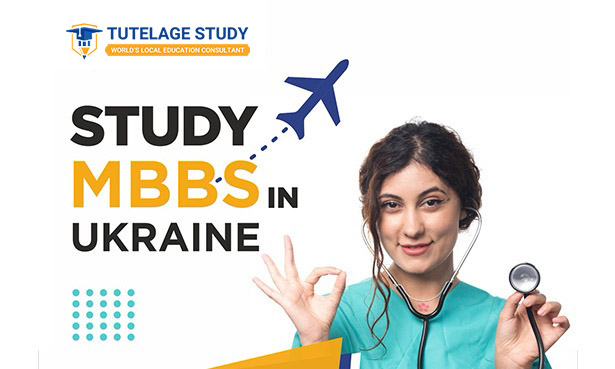 TUTELAGE STUDY
WORLD'S LOCAL EDUCATION CONSULTANT
STUDY
MBBS IN
UKRAINE